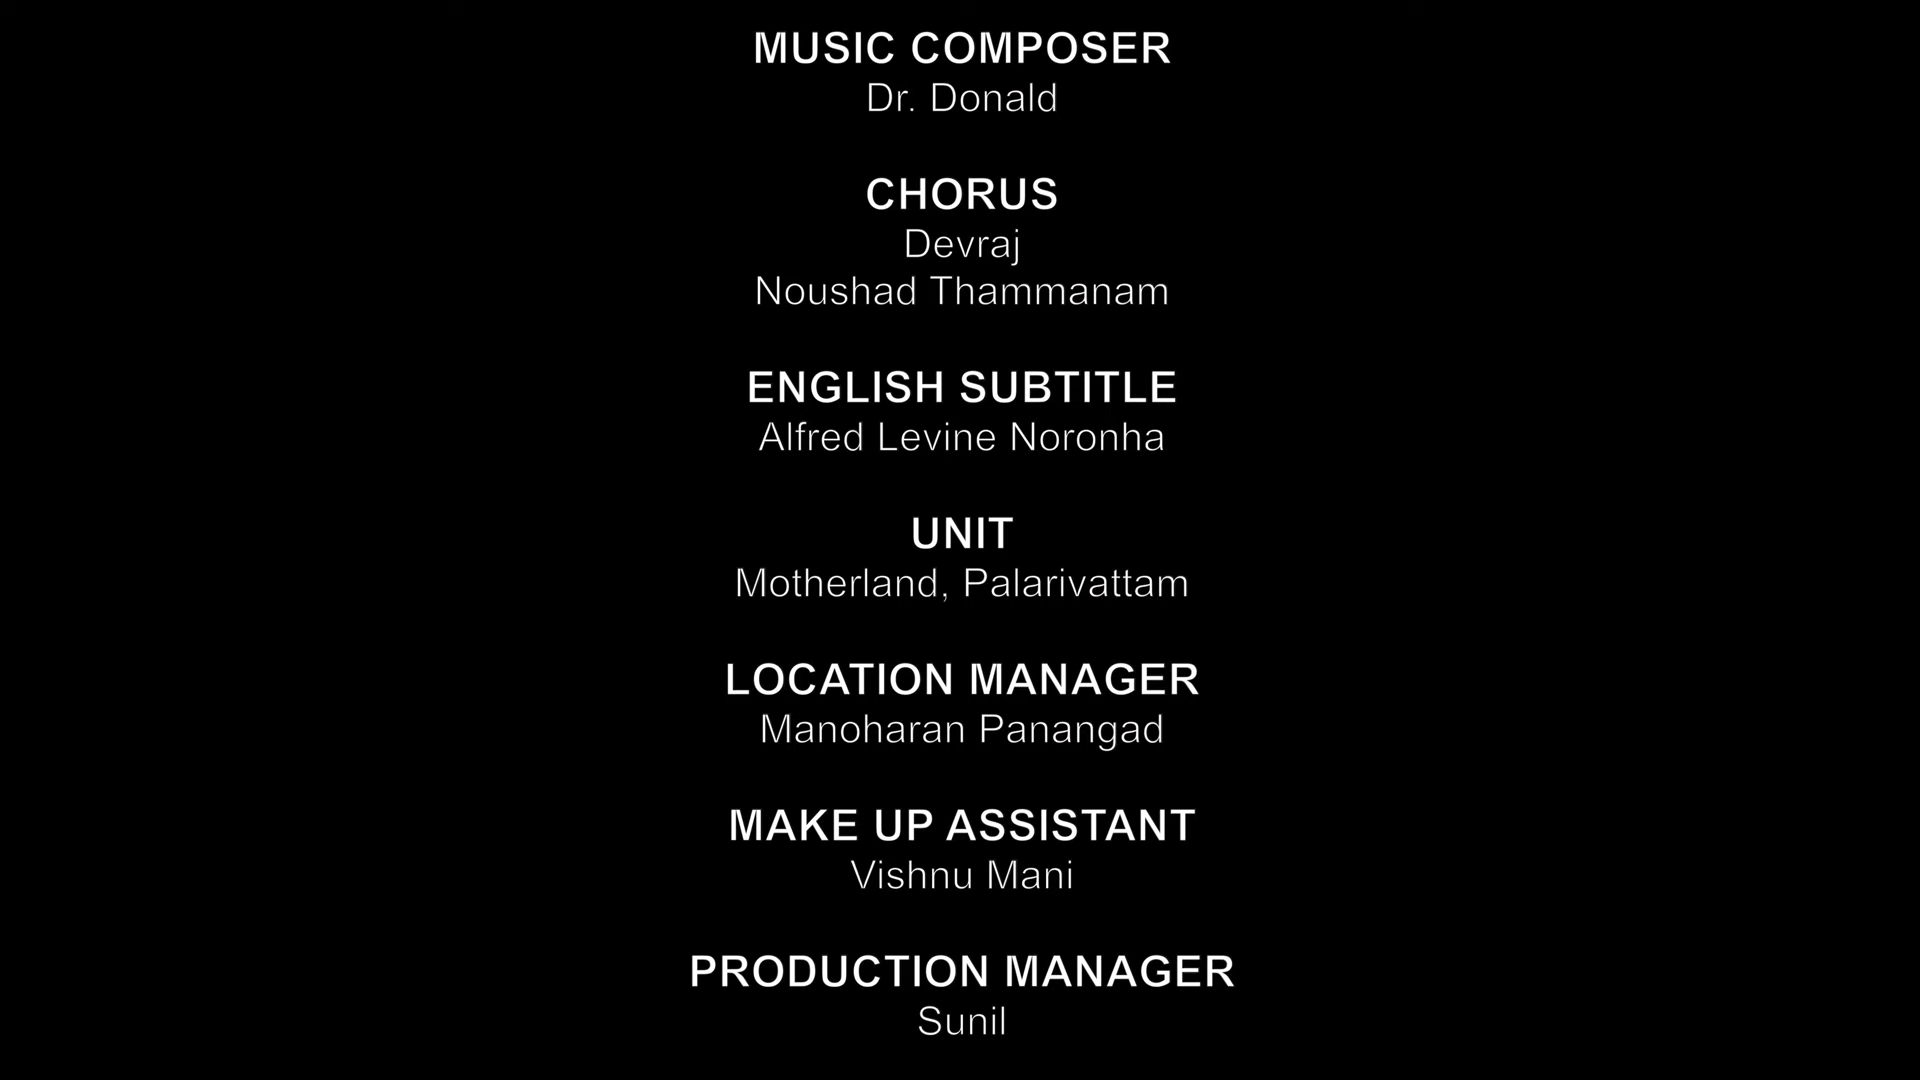 MUSIC COMPOSER
Dr. Donald
CHORUS
Devraj
Noushad Thammanam
ENGLISH SUBTITLE
Alfred Levine Noronha
UNIT
Motherland, Palarivattam
LOCATION MANAGER
Manoharan Panangad
MAKE UP ASSISTANT
Vishnu Mani
PRODUCTION MANAGER
Sunil